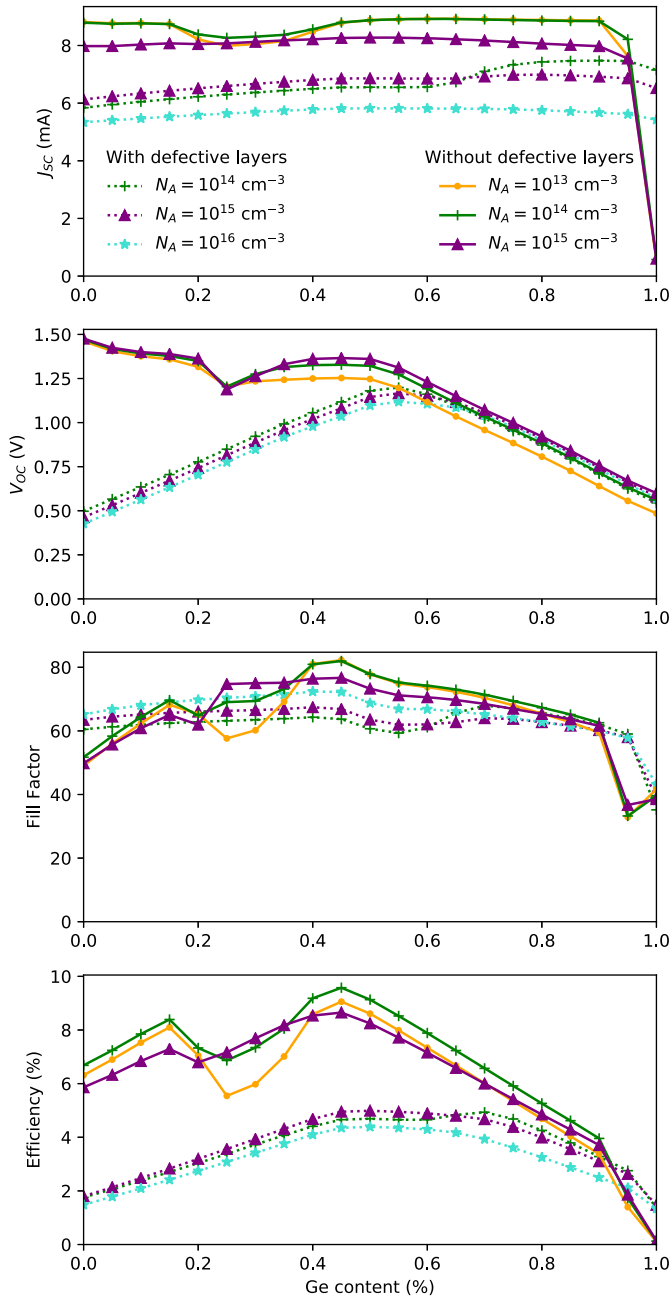 8
6
4
2
0
J_SC (mA)
With defective layers
N_A = 10^14 cm^−3
N_A = 10^15 cm^−3
N_A = 10^16 cm^−3
Without defective layers
N_A = 10^13 cm^−3
N_A = 10^14 cm^−3
N_A = 10^15 cm^−3
0.0 0.2 0.4 0.6 0.8 1.0
1.50
1.25
1.00
0.75
0.50
0.25
0.00
V_OC (V)
0.0 0.2 0.4 0.6 0.8 1.0
80
60
40
20
0
Fill Factor
0.0 0.2 0.4 0.6 0.8 1.0
10
8
6
4
2
0
Efficiency (%)
0.0 0.2 0.4 0.6 0.8 1.0
Ge content (%)